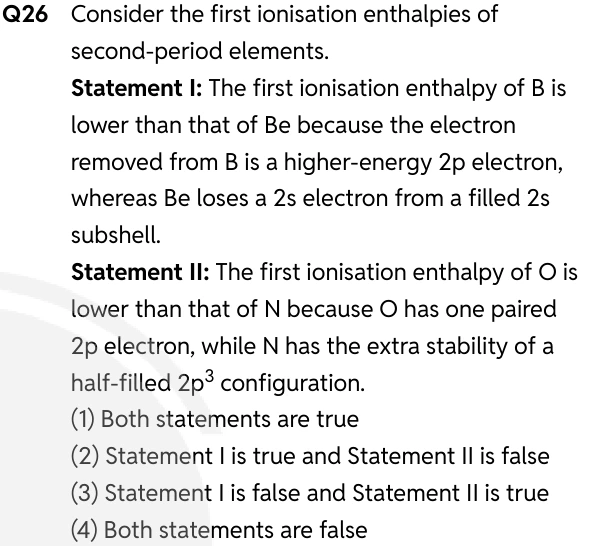 Q26 Consider the first ionisation enthalpies of
second-period elements.
Statement I: The first ionisation enthalpy of B is
lower than that of Be because the electron
removed from B is a higher-energy 2p electron,
whereas Be loses a 2s electron from a filled 2s
subshell.
Statement II: The first ionisation enthalpy of O is
lower than that of N because O has one paired
2p electron, while N has the extra stability of a
half-filled 2p³ configuration.
(1) Both statements are true
(2) Statement I is true and Statement II is false
(3) Statement I is false and Statement II is true
(4) Both statements are false